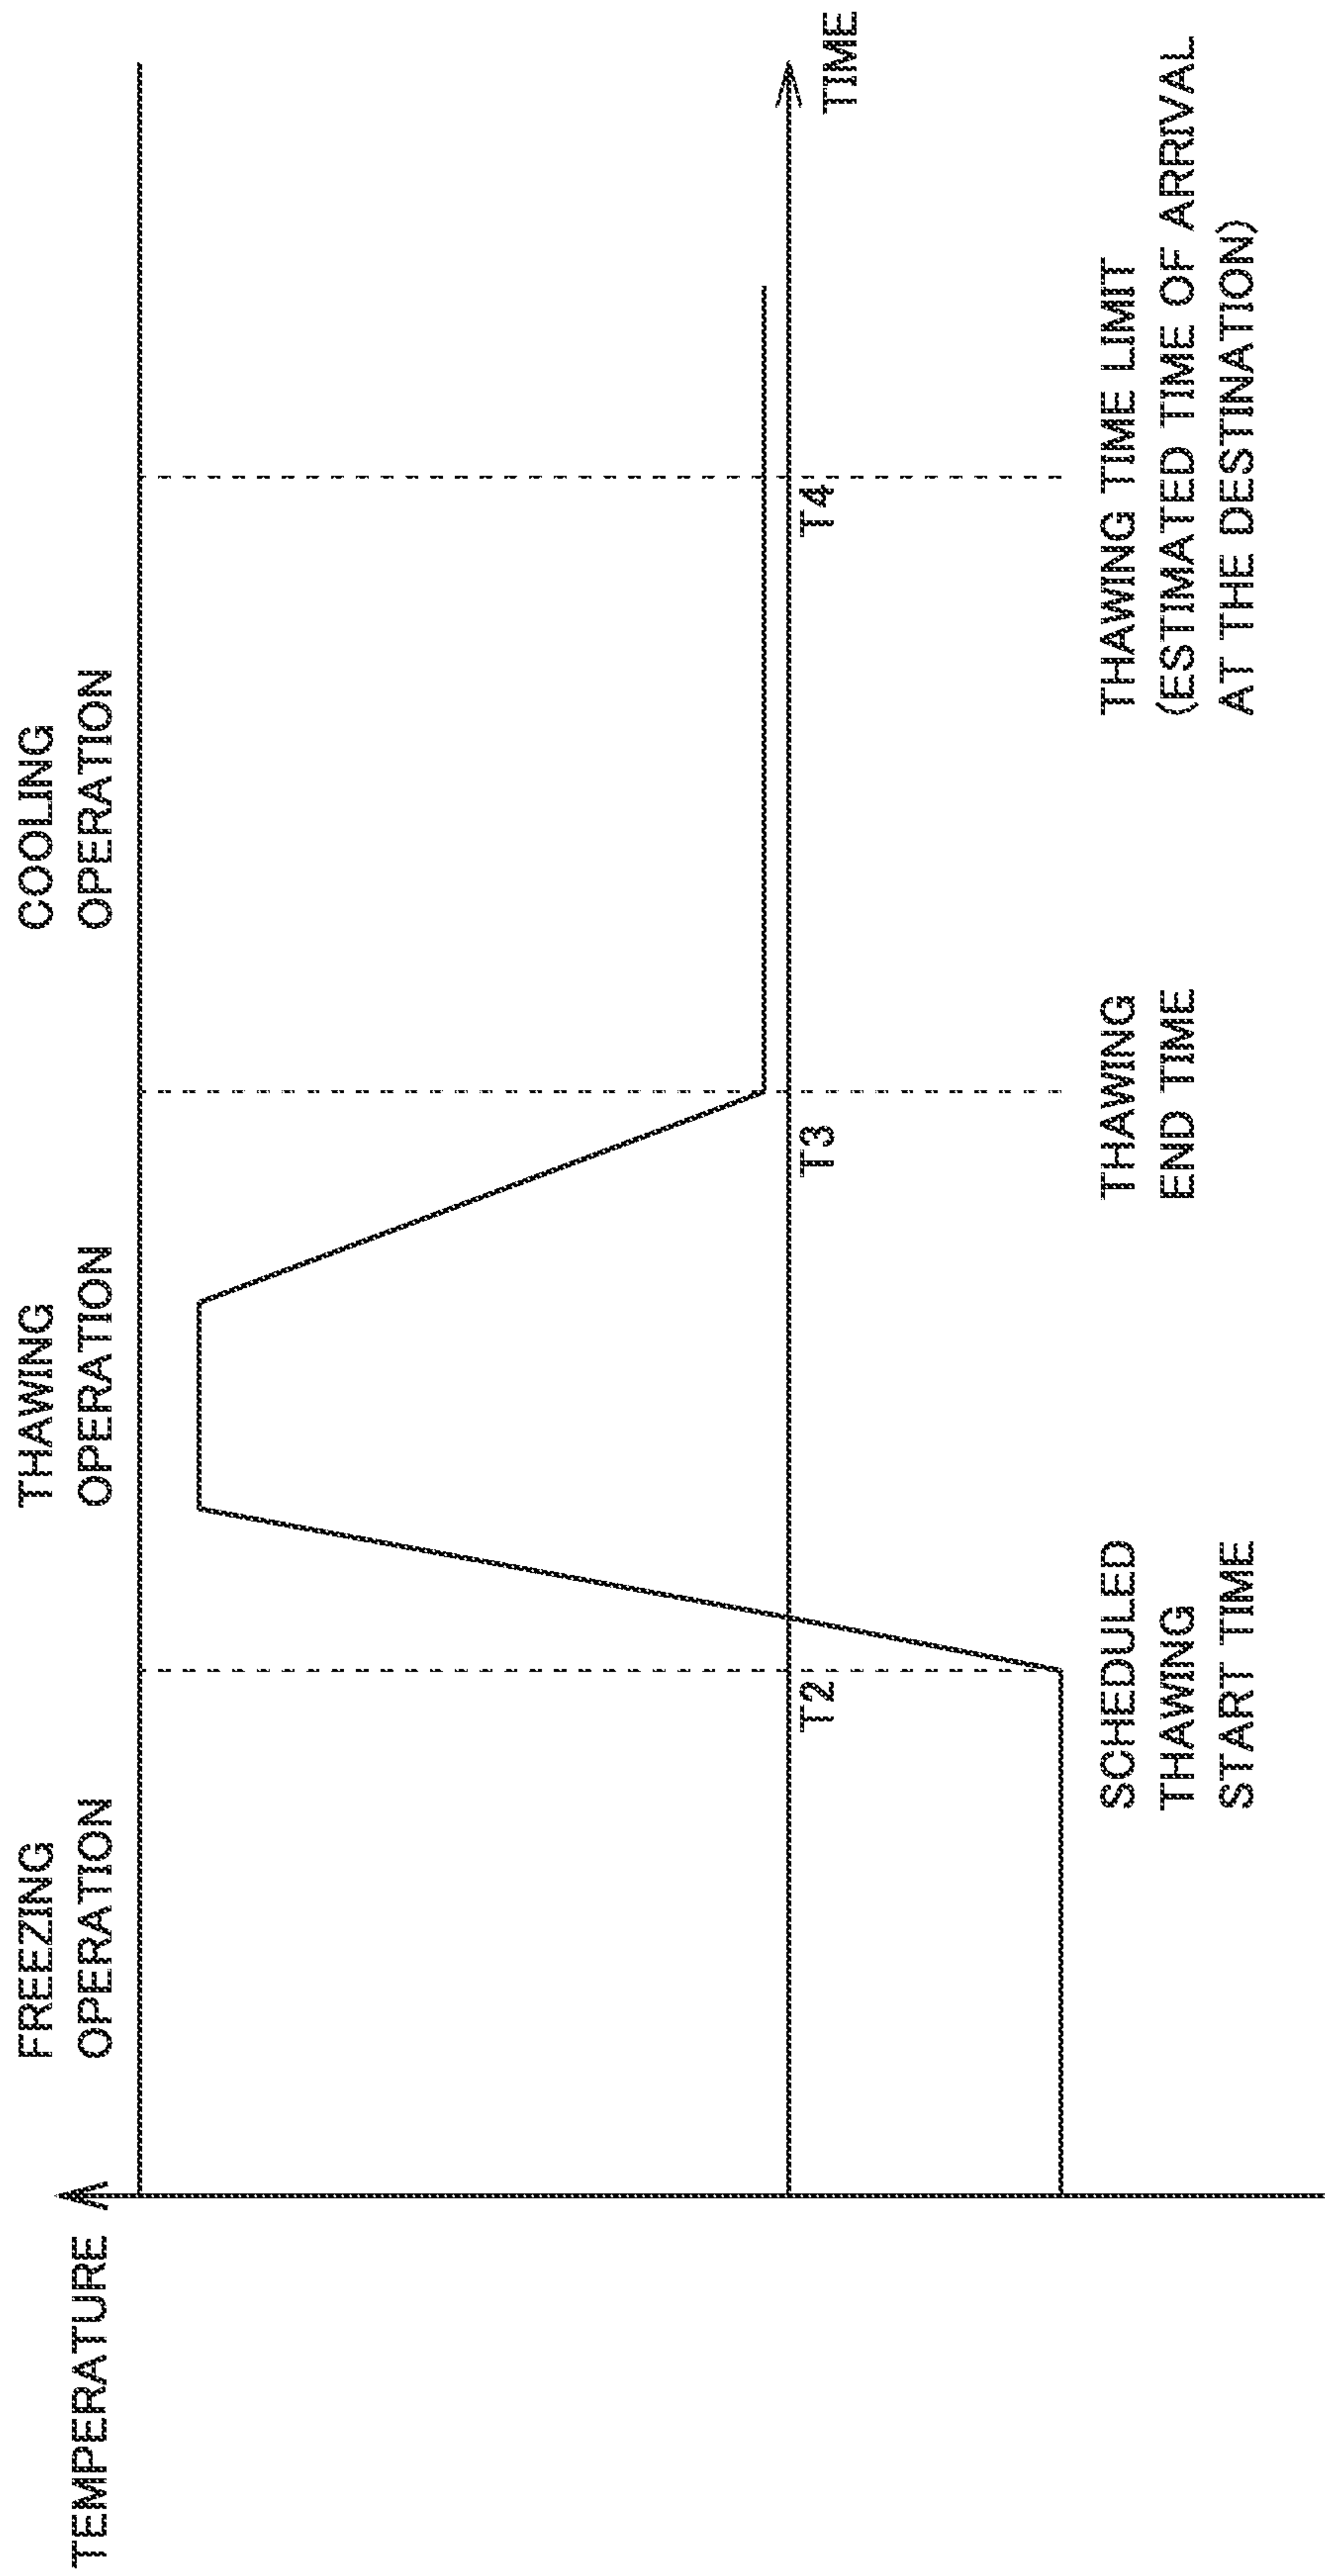 TEMPERATURE
FREEZING
OPERATION
THAWING
OPERATION
COOLING
OPERATION
TIME
T2
T3
T4
SCHEDULED
THAWING
START TIME
THAWING
END TIME
THAWING TIME LIMIT
(ESTIMATED TIME OF ARRIVAL
AT THE DESTINATION)